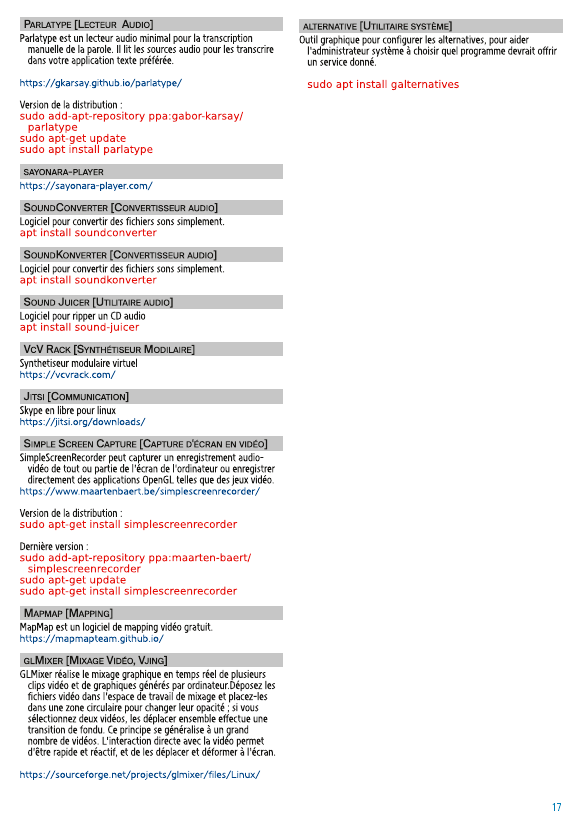 Parlatype [Lecteur Audio]
Parlatype est un lecteur audio minimal pour la transcription
manuelle de la parole. Il lit les sources audio pour les transcrire
dans votre application texte préférée.
https://gkarsay.github.io/parlatype/
Version de la distribution :
sudo add-apt-repository ppa:gabor-karsay/
parlatype
sudo apt-get update
sudo apt install parlatype
sayonara-player
https://sayonara-player.com/
SoundConverter [Convertisseur audio]
Logiciel pour convertir des fichiers sons simplement.
apt install soundconverter
SoundKonverter [Convertisseur audio]
Logiciel pour convertir des fichiers sons simplement.
apt install soundkonverter
Sound Juicer [Utilitaire audio]
Logiciel pour ripper un CD audio
apt install sound-juicer
VcV Rack [Synthétiseur Modilaire]
Synthetiseur modulaire virtuel
https://vcvrack.com/
Jitsi [Communication]
Skype en libre pour linux
https://jitsi.org/downloads/
Simple Screen Capture [Capture d'écran en vidéo]
SimpleScreenRecorder peut capturer un enregistrement audio-
vidéo de tout ou partie de l'écran de l'ordinateur ou enregistrer
directement des applications OpenGL telles que des jeux vidéo.
https://www.maartenbaert.be/simplescreenrecorder/
Version de la distribution :
sudo apt-get install simplescreenrecorder
Dernière version :
sudo add-apt-repository ppa:maarten-baert/
simplescreenrecorder
sudo apt-get update
sudo apt-get install simplescreenrecorder
Mapmap [Mapping]
MapMap est un logiciel de mapping vidéo gratuit.
https://mapmapteam.github.io/
glMixer [Mixage Vidéo, Vjing]
GLMixer réalise le mixage graphique en temps réel de plusieurs
clips vidéo et de graphiques générés par ordinateur.Déposez les
fichiers vidéo dans l'espace de travail de mixage et placez-les
dans une zone circulaire pour changer leur opacité ; si vous
sélectionnez deux vidéos, les déplacer ensemble effectue une
transition de fondu. Ce principe se généralise à un grand
nombre de vidéos. L'interaction directe avec la vidéo permet
d'être rapide et réactif, et de les déplacer et déformer à l'écran.
https://sourceforge.net/projects/glmixer/files/Linux/
alternative [Utilitaire système]
Outil graphique pour configurer les alternatives, pour aider
l'administrateur système à choisir quel programme devrait offrir
un service donné.
sudo apt install galternatives
17